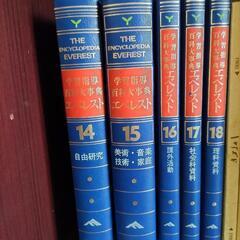 THE
ENCYCLOPEDIA
EVEREST
学習指導
百科大事典
エベレスト
14
自由研究
THE
ENCYCLOPEDIA
EVEREST
学習指導
百科大事典
エベレスト
15
美術・音楽
技術・家庭
学習指導
百科大事典
エベレスト
16
課外活動
学習指導
百科大事典
エベレスト
17
社会科資料
学習指導
百科大事典
エベレスト
18
理科資料